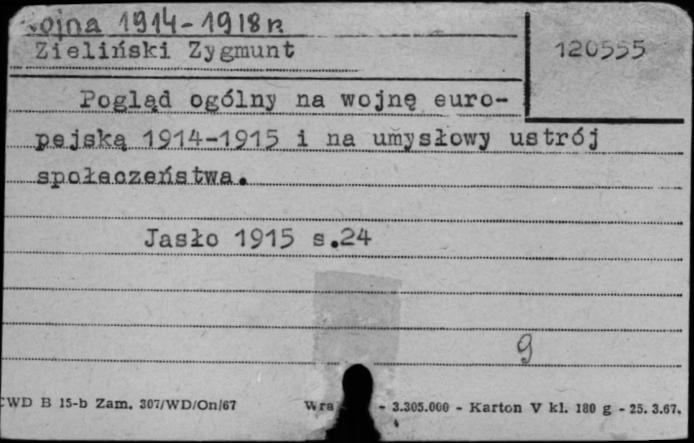 Wojna 1914-1918 r.
Zieliński Zygmunt
120555
Pogląd ogólny na wojnę euro-
pejską 1914-1915 i na umysłowy ustrój
społeczeństwa.
Jasło 1915 s.24
9
CWD B 15-b Zam. 307/WD/On/67 - 3.305.000 - Karton V kl. 180 g - 25. 3.67.